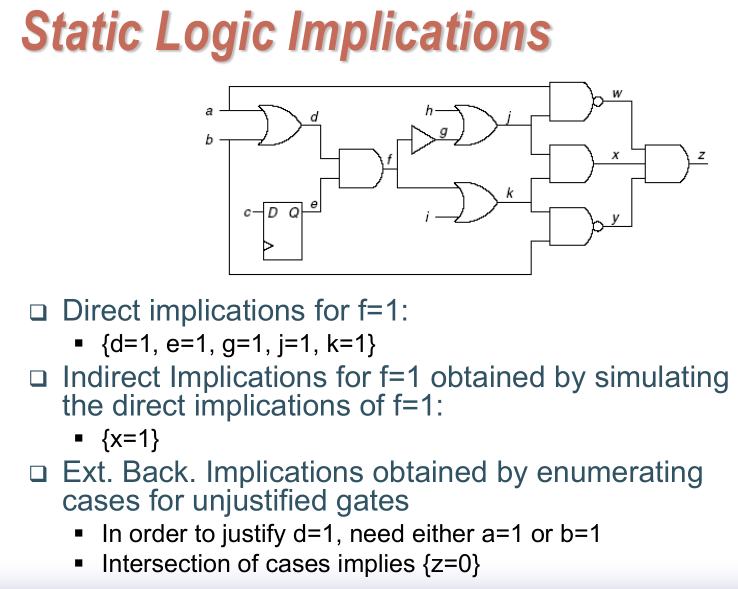 Static Logic Implications
w
a
h
d
j
g
b
f
x
z
k
e
c
D Q
i
y
❑ Direct implications for f=1:
▪ {d=1, e=1, g=1, j=1, k=1}
❑ Indirect Implications for f=1 obtained by simulating
the direct implications of f=1:
▪ {x=1}
❑ Ext. Back. Implications obtained by enumerating
cases for unjustified gates
▪ In order to justify d=1, need either a=1 or b=1
▪ Intersection of cases implies {z=0}